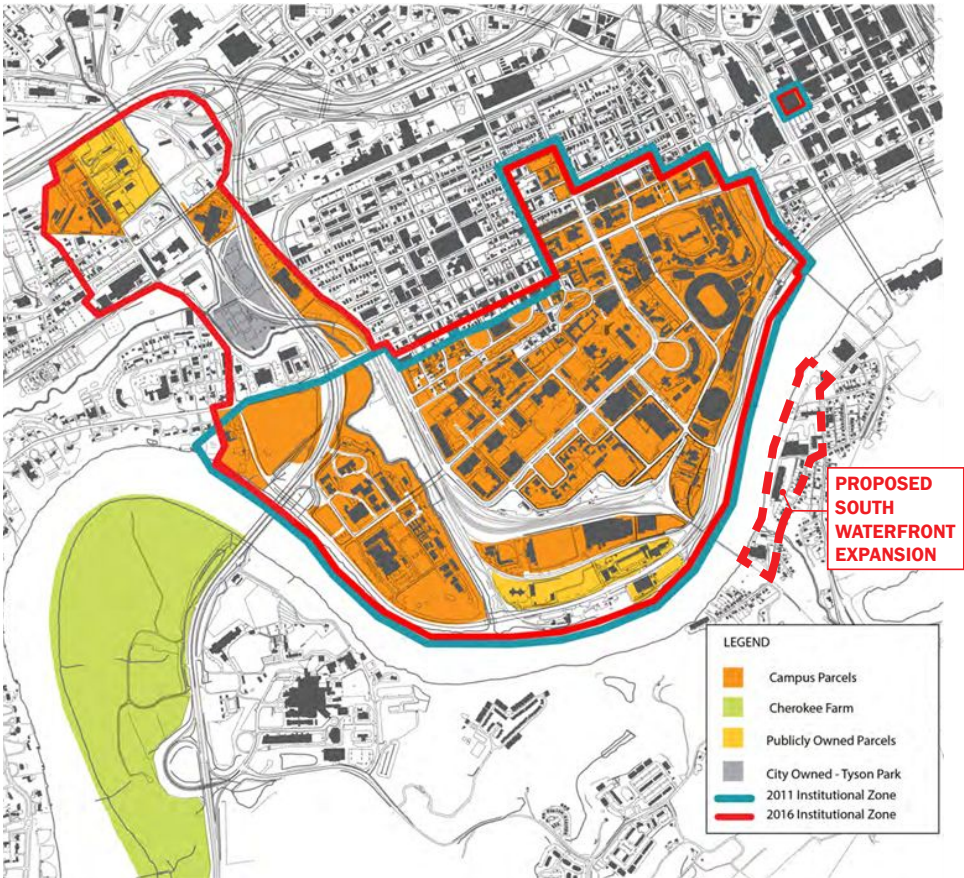 PROPOSED
SOUTH
WATERFRONT
EXPANSION
LEGEND
Campus Parcels
Cherokee Farm
Publicly Owned Parcels
City Owned - Tyson Park
2011 Institutional Zone
2016 Institutional Zone